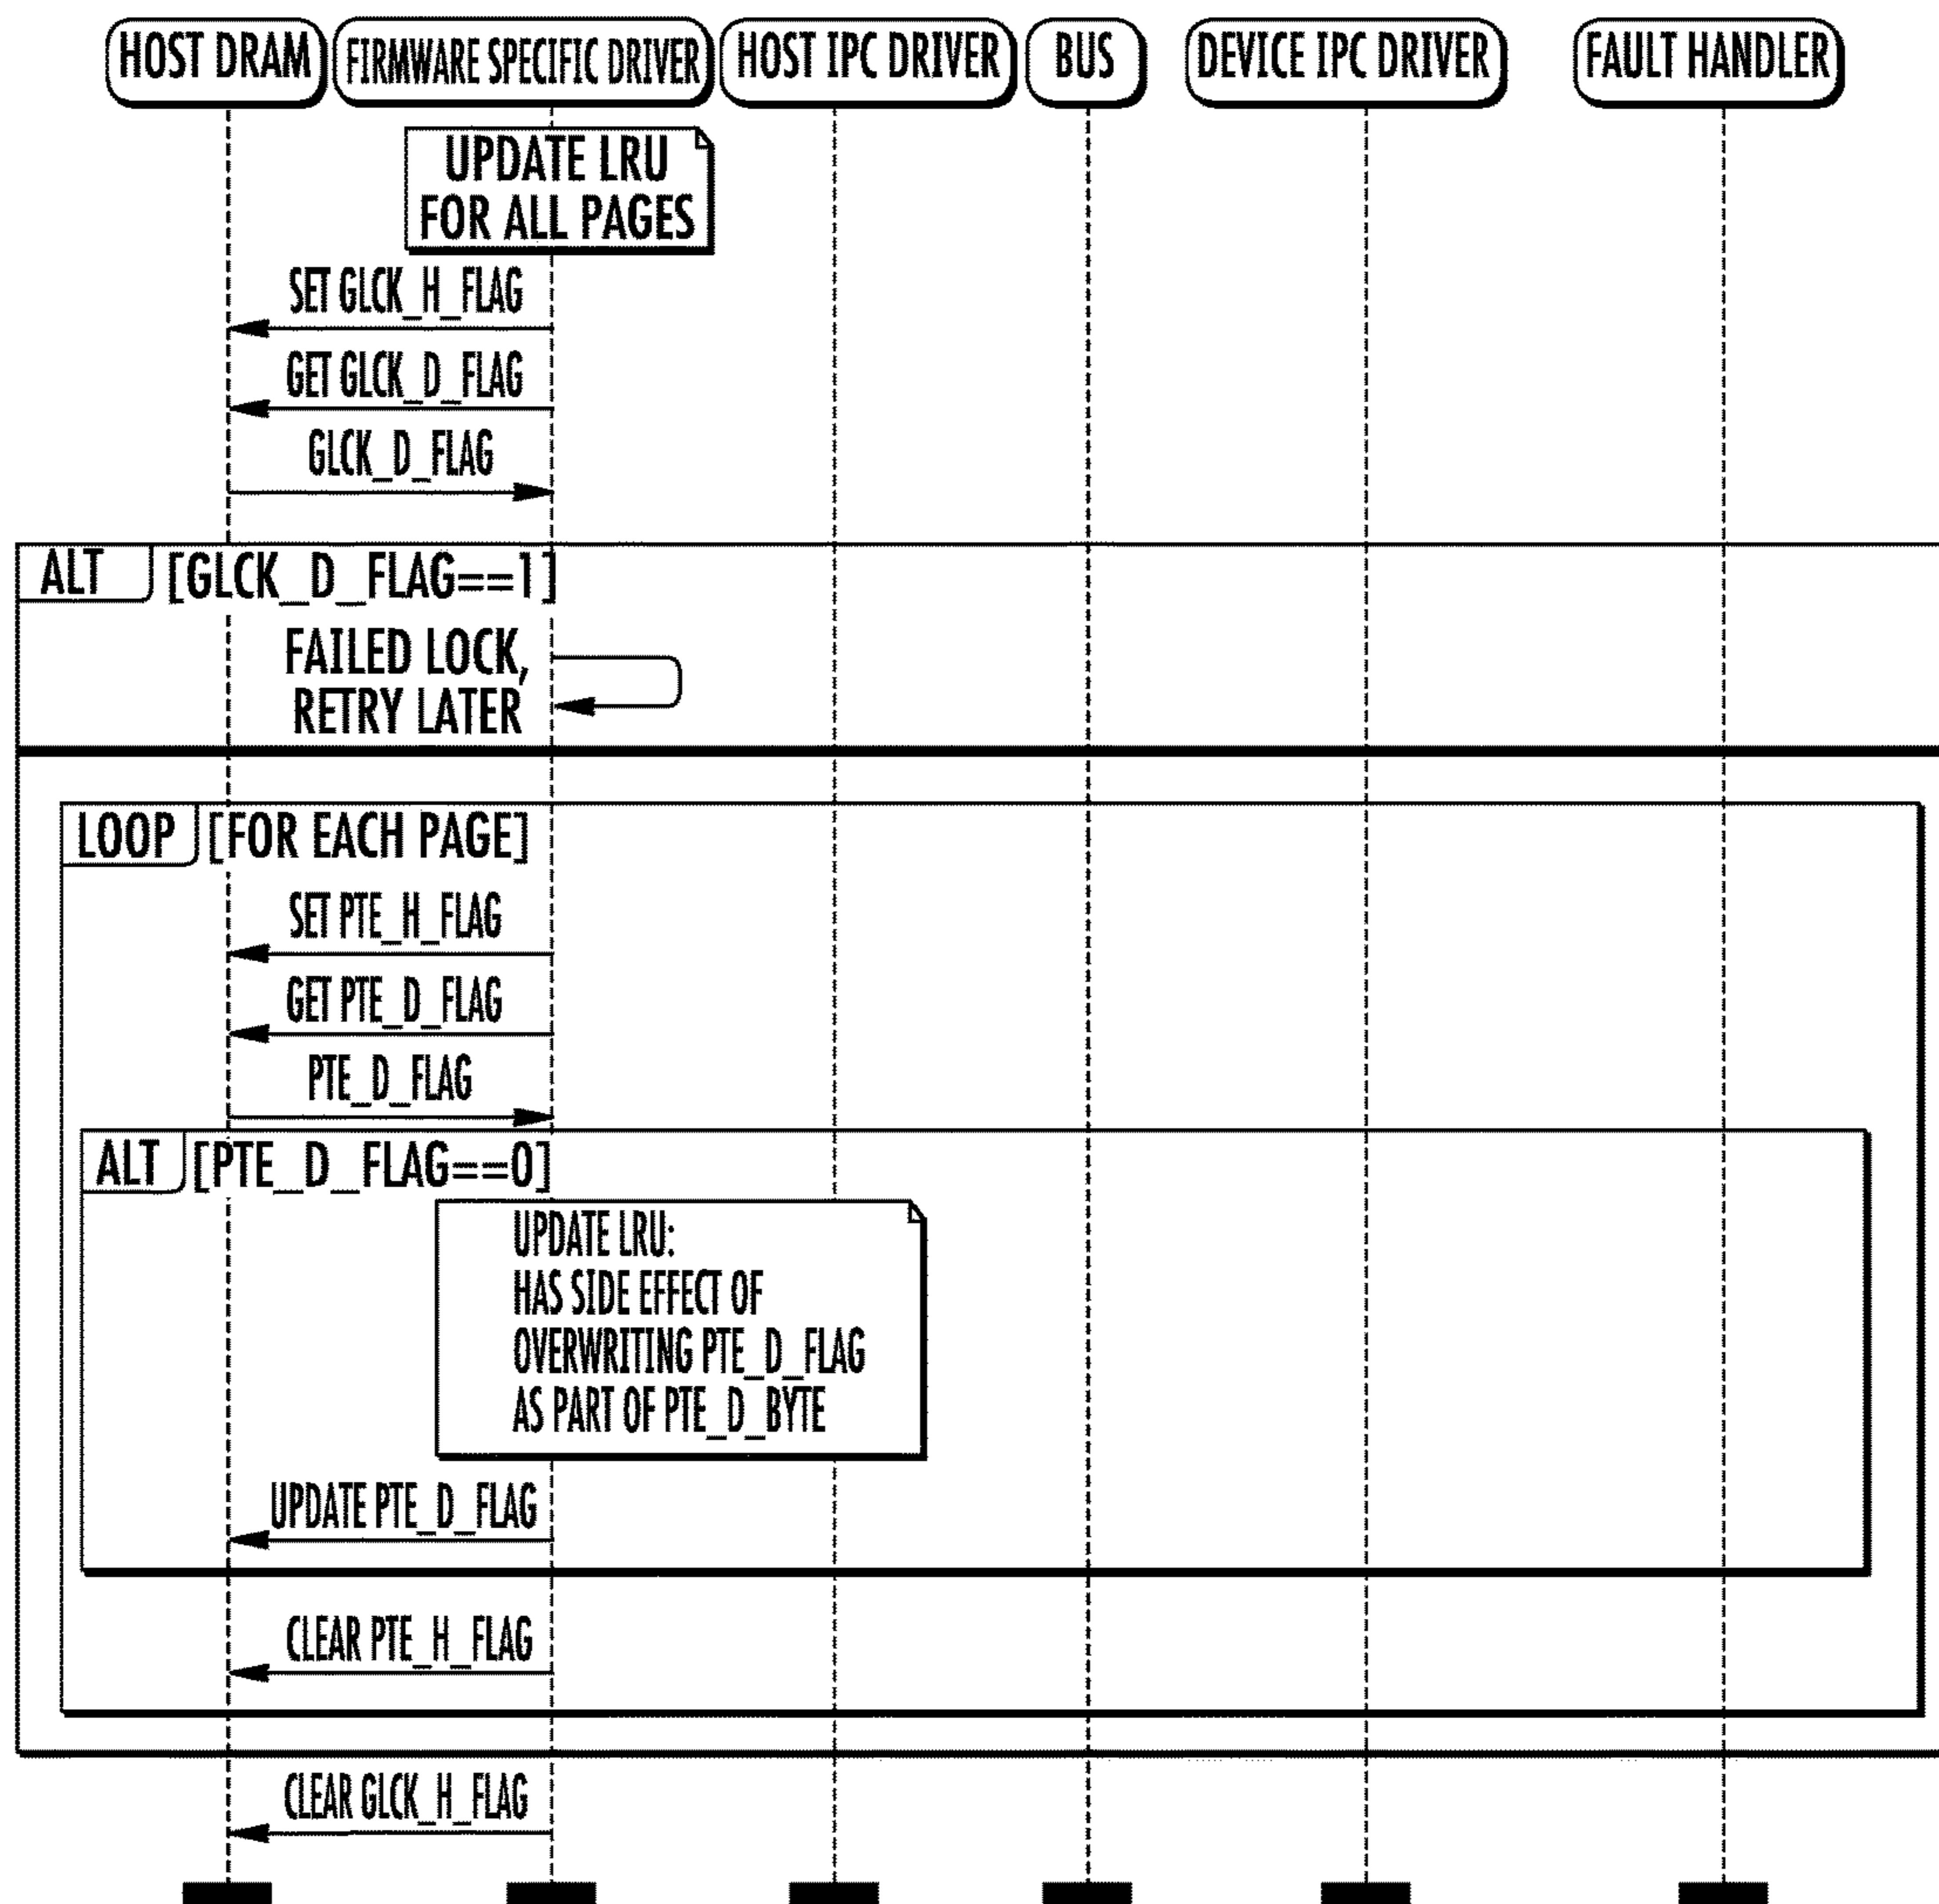 HOST DRAM
FIRMWARE SPECIFIC DRIVER
HOST IPC DRIVER
BUS
DEVICE IPC DRIVER
FAULT HANDLER
UPDATE LRU
FOR ALL PAGES
SET GLCK_H_FLAG
GET GLCK_D_FLAG
GLCK_D_FLAG
ALT [GLCK_D_FLAG==1]
FAILED LOCK,
RETRY LATER
LOOP [FOR EACH PAGE]
SET PTE_H_FLAG
GET PTE_D_FLAG
PTE_D_FLAG
ALT [PTE_D_FLAG==0]
UPDATE LRU:
HAS SIDE EFFECT OF
OVERWRITING PTE_D_FLAG
AS PART OF PTE_D_BYTE
UPDATE PTE_D_FLAG
CLEAR PTE_H_FLAG
CLEAR GLCK_H_FLAG